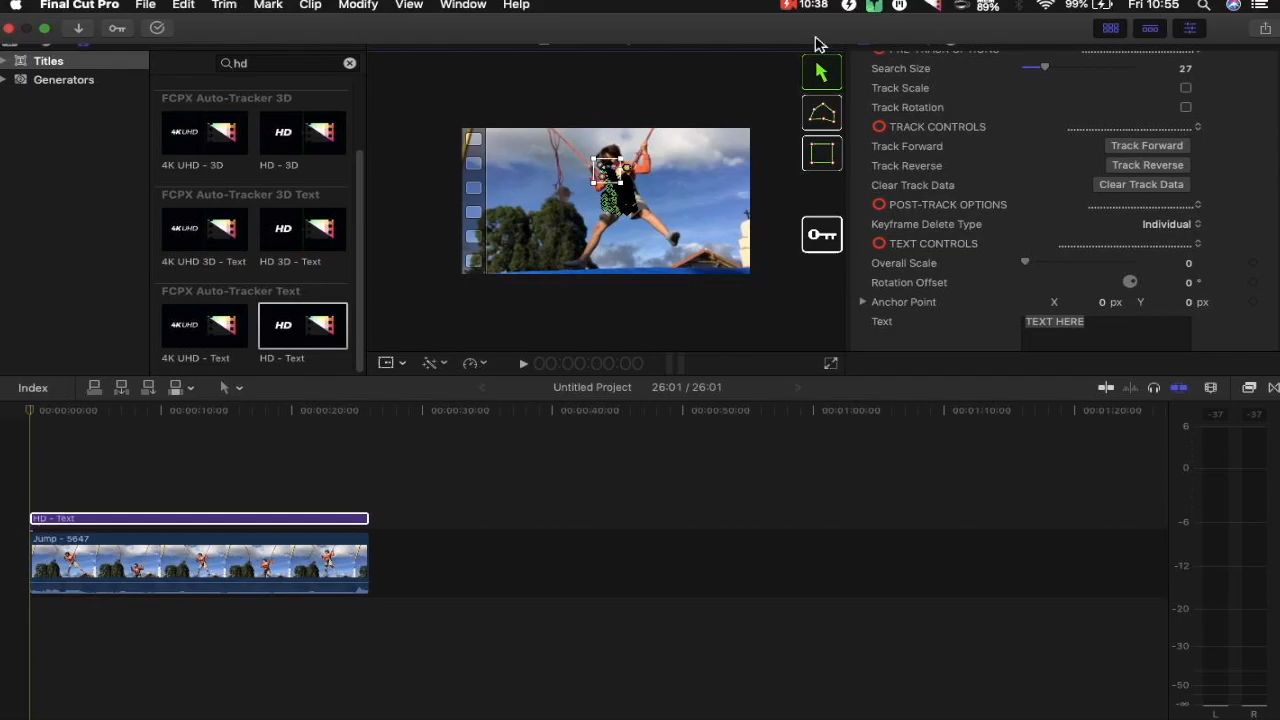 Final Cut Pro File Edit Trim Mark Clip Modify View Window Help 10:38 89% 99% Fri 10:55
Titles
Generators
hd
FCPX Auto-Tracker 3D
4K UHD HD
4K UHD - 3D HD - 3D
FCPX Auto-Tracker 3D Text
4K UHD HD
4K UHD 3D - Text HD 3D - Text
FCPX Auto-Tracker Text
4K UHD HD
4K UHD - Text HD - Text
Search Size 27
Track Scale
Track Rotation
TRACK CONTROLS
Track Forward Track Forward
Track Reverse Track Reverse
Clear Track Data Clear Track Data
POST-TRACK OPTIONS
Keyframe Delete Type Individual
TEXT CONTROLS
Overall Scale 0
Rotation Offset 0 °
Anchor Point X 0 px Y 0 px
Text TEXT HERE
00:00:00:00
Index Untitled Project 26:01 / 26:01
00:00:00:00 00:00:10:00 00:00:20:00 00:00:30:00 00:00:40:00 00:00:50:00 00:01:00:00 00:01:10:00 00:01:20:00
-37 -37
6
0
-6
-12
-20
-30
-50
-∞
L R
HD - Text
Jump - 5647